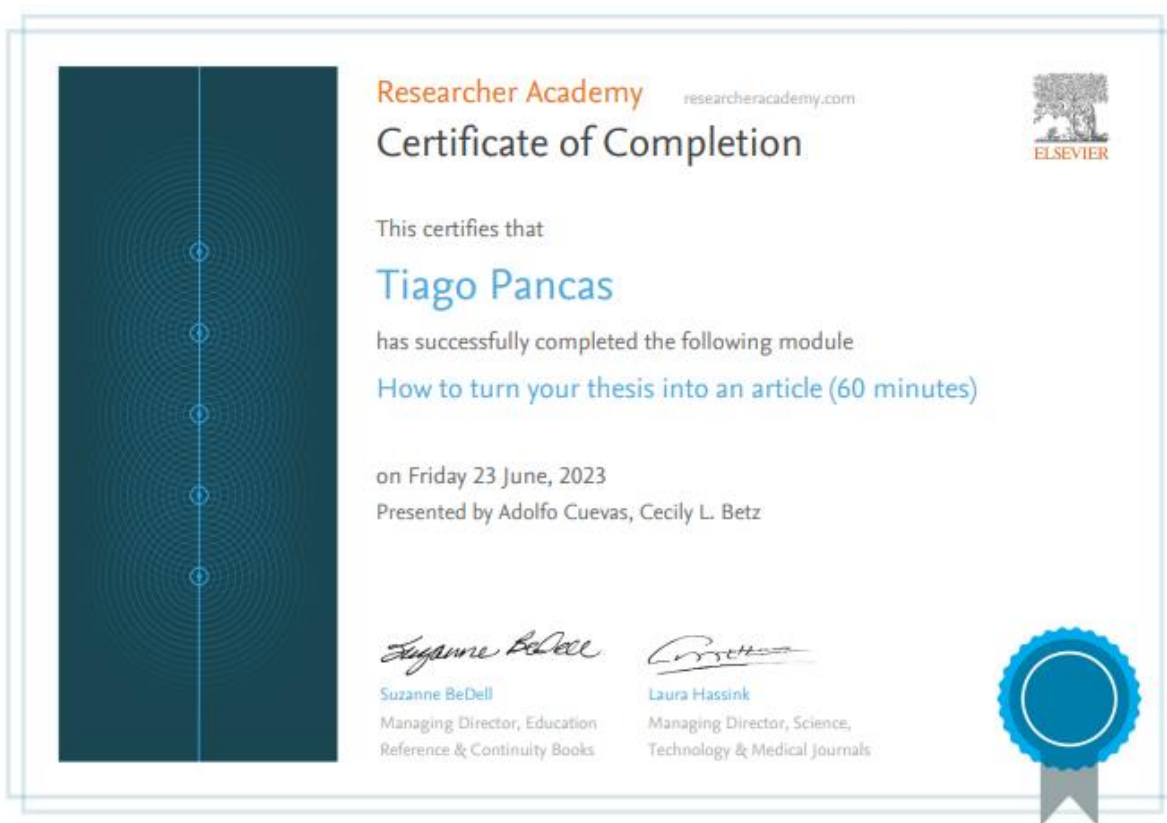 Researcher Academy researcheracademy.com
Certificate of Completion
ELSEVIER
This certifies that
Tiago Pancas
has successfully completed the following module
How to turn your thesis into an article (60 minutes)
on Friday 23 June, 2023
Presented by Adolfo Cuevas, Cecily L. Betz
Suzanne BeDell
Suzanne BeDell
Managing Director, Education
Reference & Continuity Books
Laura Hassink
Managing Director, Science,
Technology & Medical Journals